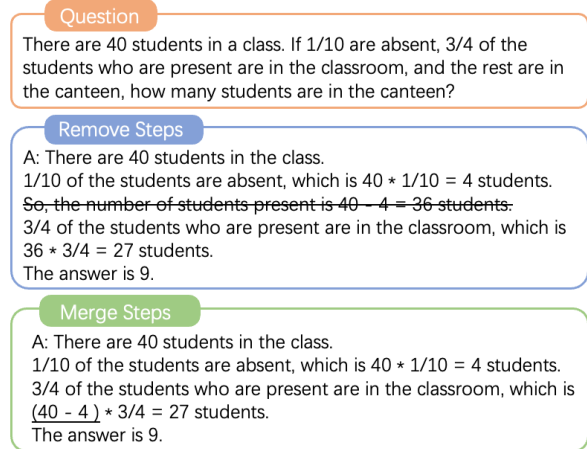 Question
There are 40 students in a class. If 1/10 are absent, 3/4 of the
students who are present are in the classroom, and the rest are in
the canteen, how many students are in the canteen?
Remove Steps
A: There are 40 students in the class.
1/10 of the students are absent, which is 40 * 1/10 = 4 students.
So, the number of students present is 40 - 4 = 36 students.
3/4 of the students who are present are in the classroom, which is
36 * 3/4 = 27 students.
The answer is 9.
Merge Steps
A: There are 40 students in the class.
1/10 of the students are absent, which is 40 * 1/10 = 4 students.
3/4 of the students who are present are in the classroom, which is
(40 - 4 ) * 3/4 = 27 students.
The answer is 9.